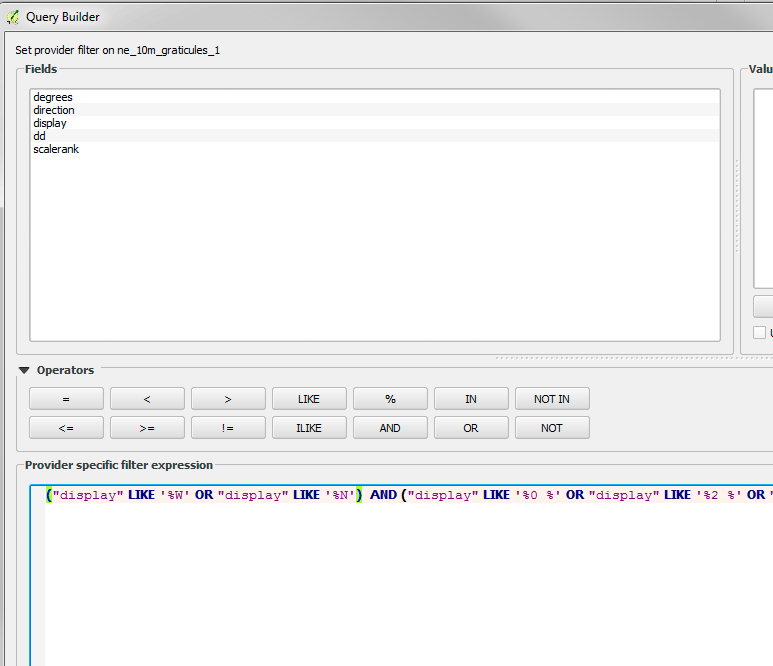 Query Builder
Set provider filter on ne_10m_graticules_1
Fields
Valu
degrees
direction
display
dd
scalerank
Operators
= < > LIKE % IN NOT IN
<= >= != ILIKE AND OR NOT
Provider specific filter expression
("display" LIKE '%W' OR "display" LIKE '%N') AND ("display" LIKE '%0 %' OR "display" LIKE '%2 %' OR "